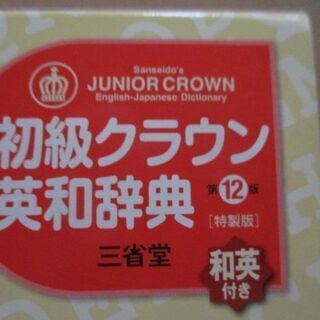 Sanseido's
JUNIOR CROWN
English-Japanese Dictionary
初級クラウン
英和辞典
第12版
[特製版]
三省堂
和英
付き